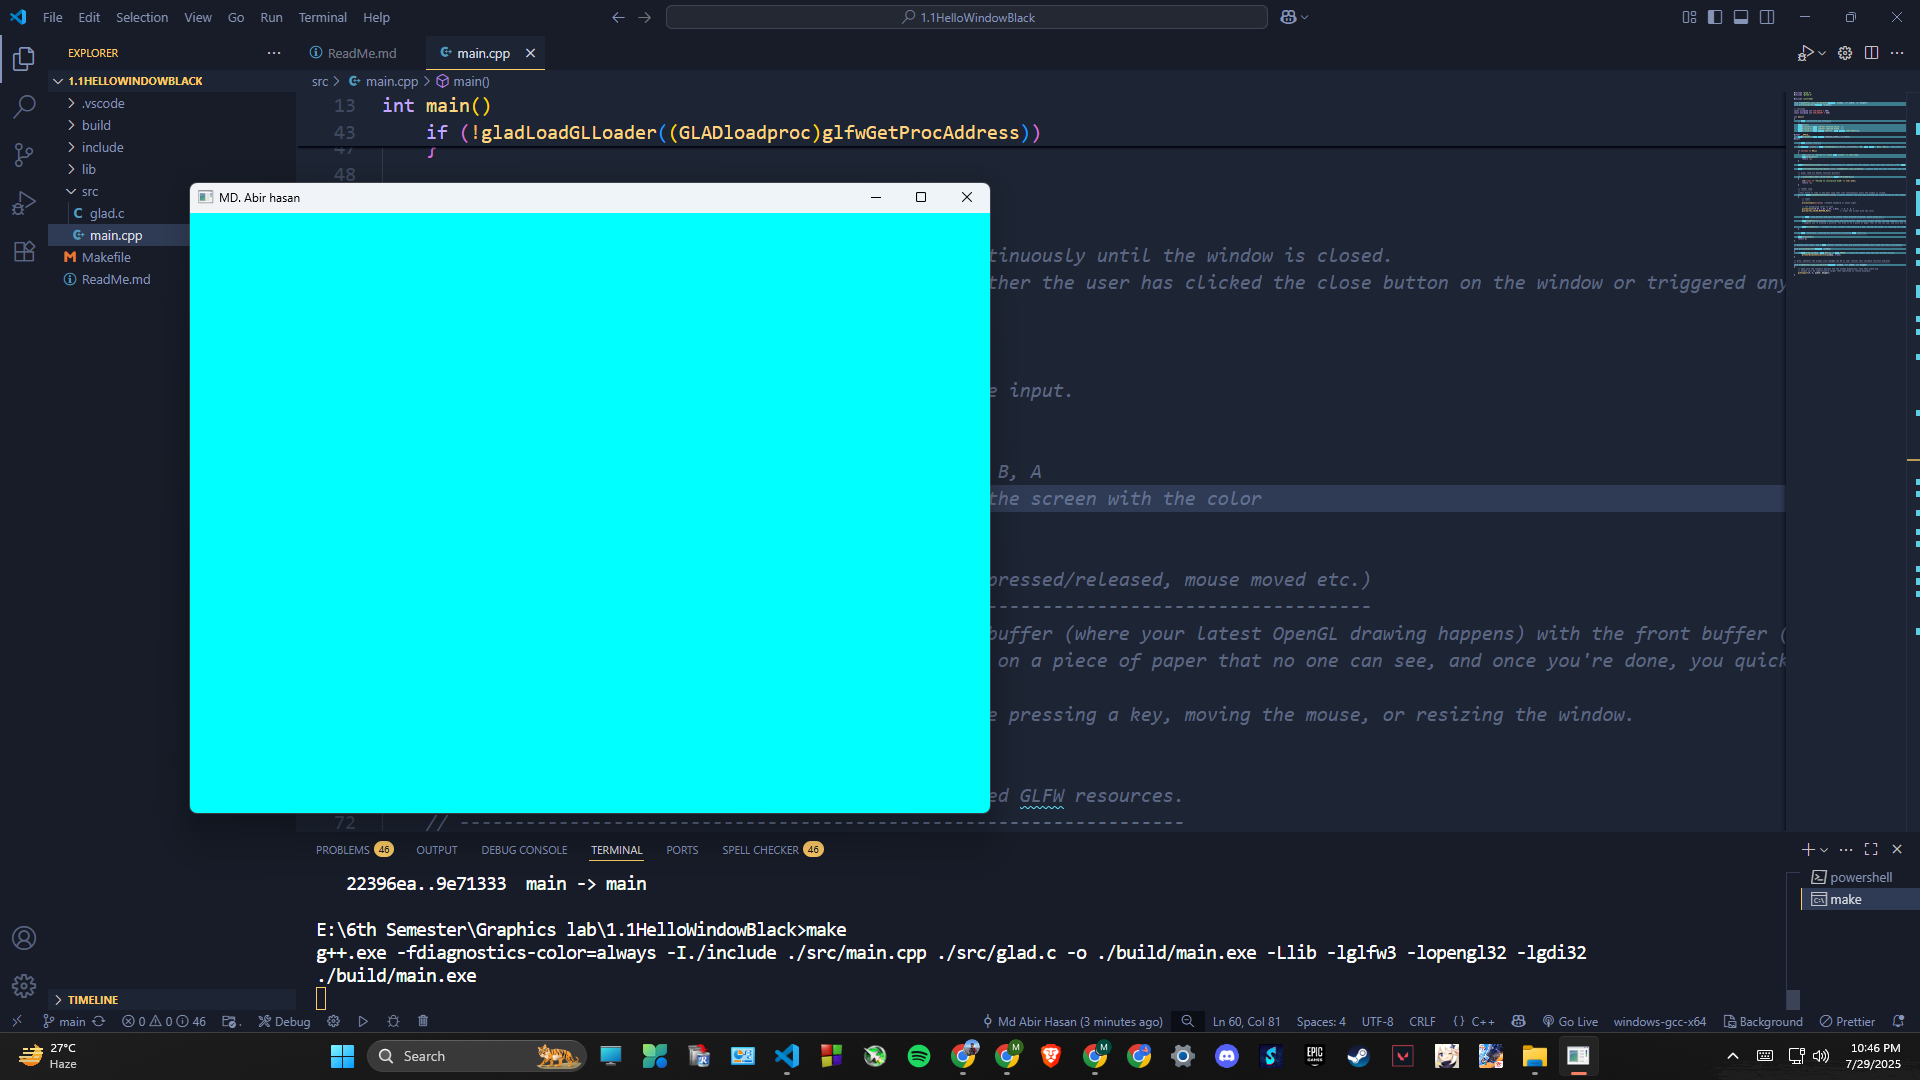 File Edit Selection View Go Run Terminal Help
1.1HelloWindowBlack
EXPLORER
ReadMe.md
main.cpp
1.1HELLOWINDOWBLACK
.vscode
build
include
lib
src
glad.c
main.cpp
Makefile
ReadMe.md
src > main.cpp > main()
13 int main()
43 if (!gladLoadGLLoader((GLADloadproc)glfwGetProcAddress))
47 }
48
MD. Abir hasan
tinuously until the window is closed.
ther the user has clicked the close button on the window or triggered any
e input.
B, A
the screen with the color
pressed/released, mouse moved etc.)
-----------------------------------
buffer (where your latest OpenGL drawing happens) with the front buffer (
on a piece of paper that no one can see, and once you're done, you quick
e pressing a key, moving the mouse, or resizing the window.
ed GLFW resources.
72 // ------------------------------------------------------------------
PROBLEMS 46 OUTPUT DEBUG CONSOLE TERMINAL PORTS SPELL CHECKER 46
22396ea..9e71333 main -> main
E:\6th Semester\Graphics lab\1.1HelloWindowBlack>make
g++.exe -fdiagnostics-color=always -I./include ./src/main.cpp ./src/glad.c -o ./build/main.exe -Llib -lglfw3 -lopengl32 -lgdi32
./build/main.exe
powershell
make
TIMELINE
main 0 0 46 Debug
Md Abir Hasan (3 minutes ago) Ln 60, Col 81 Spaces: 4 UTF-8 CRLF {} C++ Go Live windows-gcc-x64 Background Prettier
27°C
Haze
Search
10:46 PM
7/29/2025